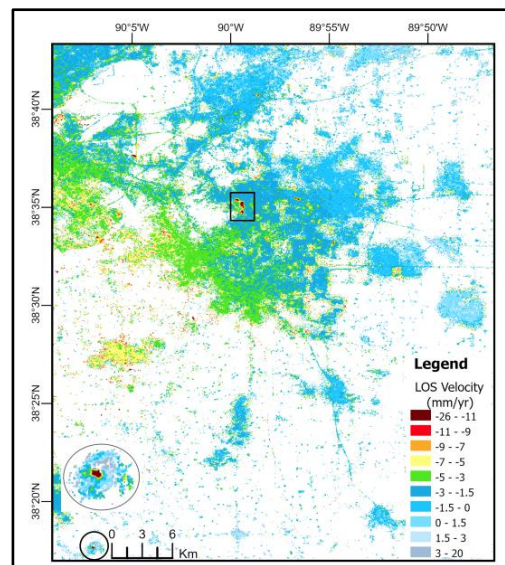 90°5'W 90°W 89°55'W 89°50'W
38°40'N
38°35'N
38°30'N
38°25'N
38°20'N
Legend
LOS Velocity
(mm/yr)
-26 - -11
-11 - -9
-9 - -7
-7 - -5
-5 - -3
-3 - -1.5
-1.5 - 0
0 - 1.5
1.5 - 3
3 - 20
0 3 6
Km